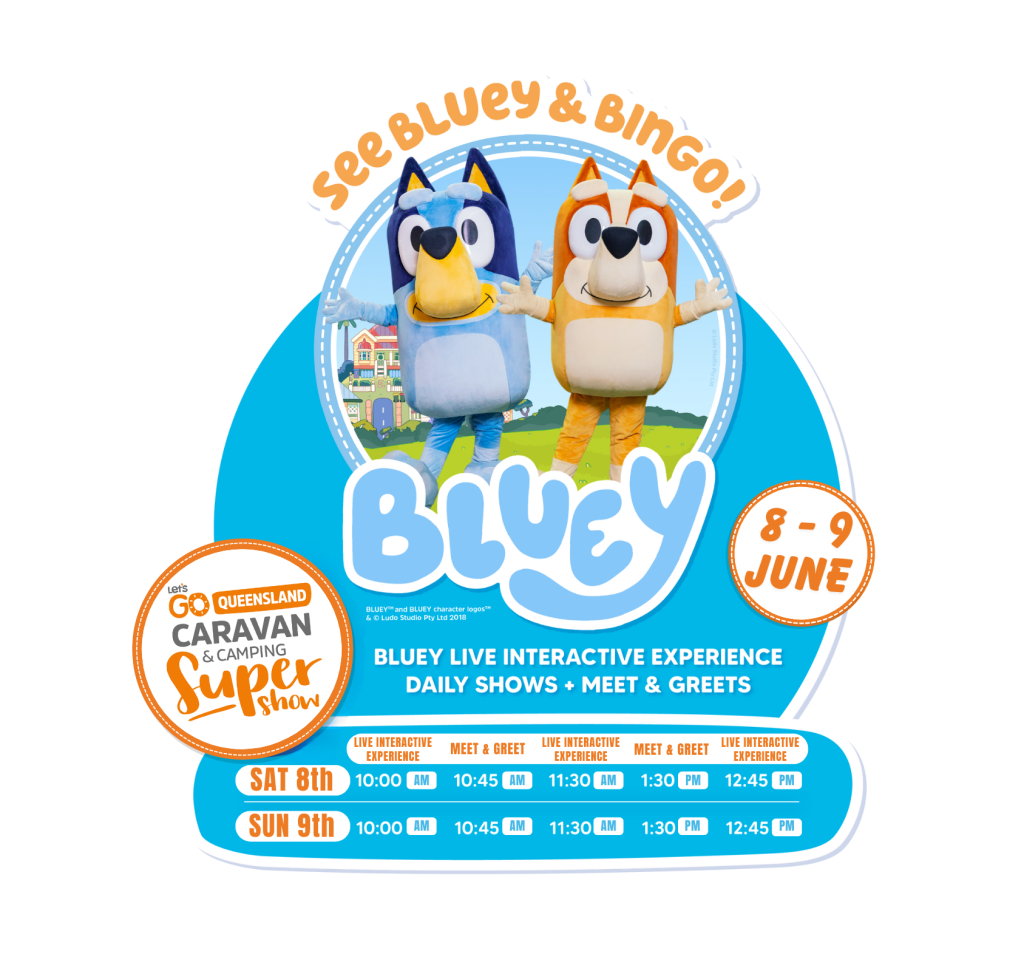 See BLUeY & BINGO!
BLUEY
8 - 9
JUNE
Let's
GO QUEENSLAND
CARAVAN
& CAMPING
Super
show
BLUEY™ and BLUEY character logos™
& © Ludo Studio Pty Ltd 2018
BLUEY LIVE INTERACTIVE EXPERIENCE
DAILY SHOWS + MEET & GREETS
LIVE INTERACTIVE EXPERIENCE MEET & GREET LIVE INTERACTIVE EXPERIENCE MEET & GREET LIVE INTERACTIVE EXPERIENCE
SAT 8th 10:00 AM 10:45 AM 11:30 AM 1:30 PM 12:45 PM
SUN 9th 10:00 AM 10:45 AM 11:30 AM 1:30 PM 12:45 PM